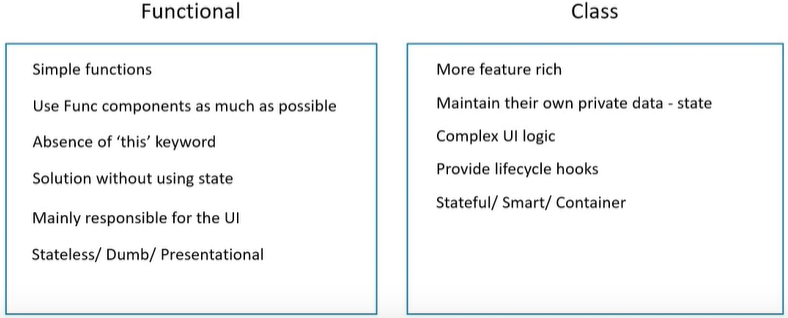 Functional
Simple functions
Use Func components as much as possible
Absence of ‘this’ keyword
Solution without using state
Mainly responsible for the UI
Stateless/ Dumb/ Presentational
Class
More feature rich
Maintain their own private data - state
Complex UI logic
Provide lifecycle hooks
Stateful/ Smart/ Container